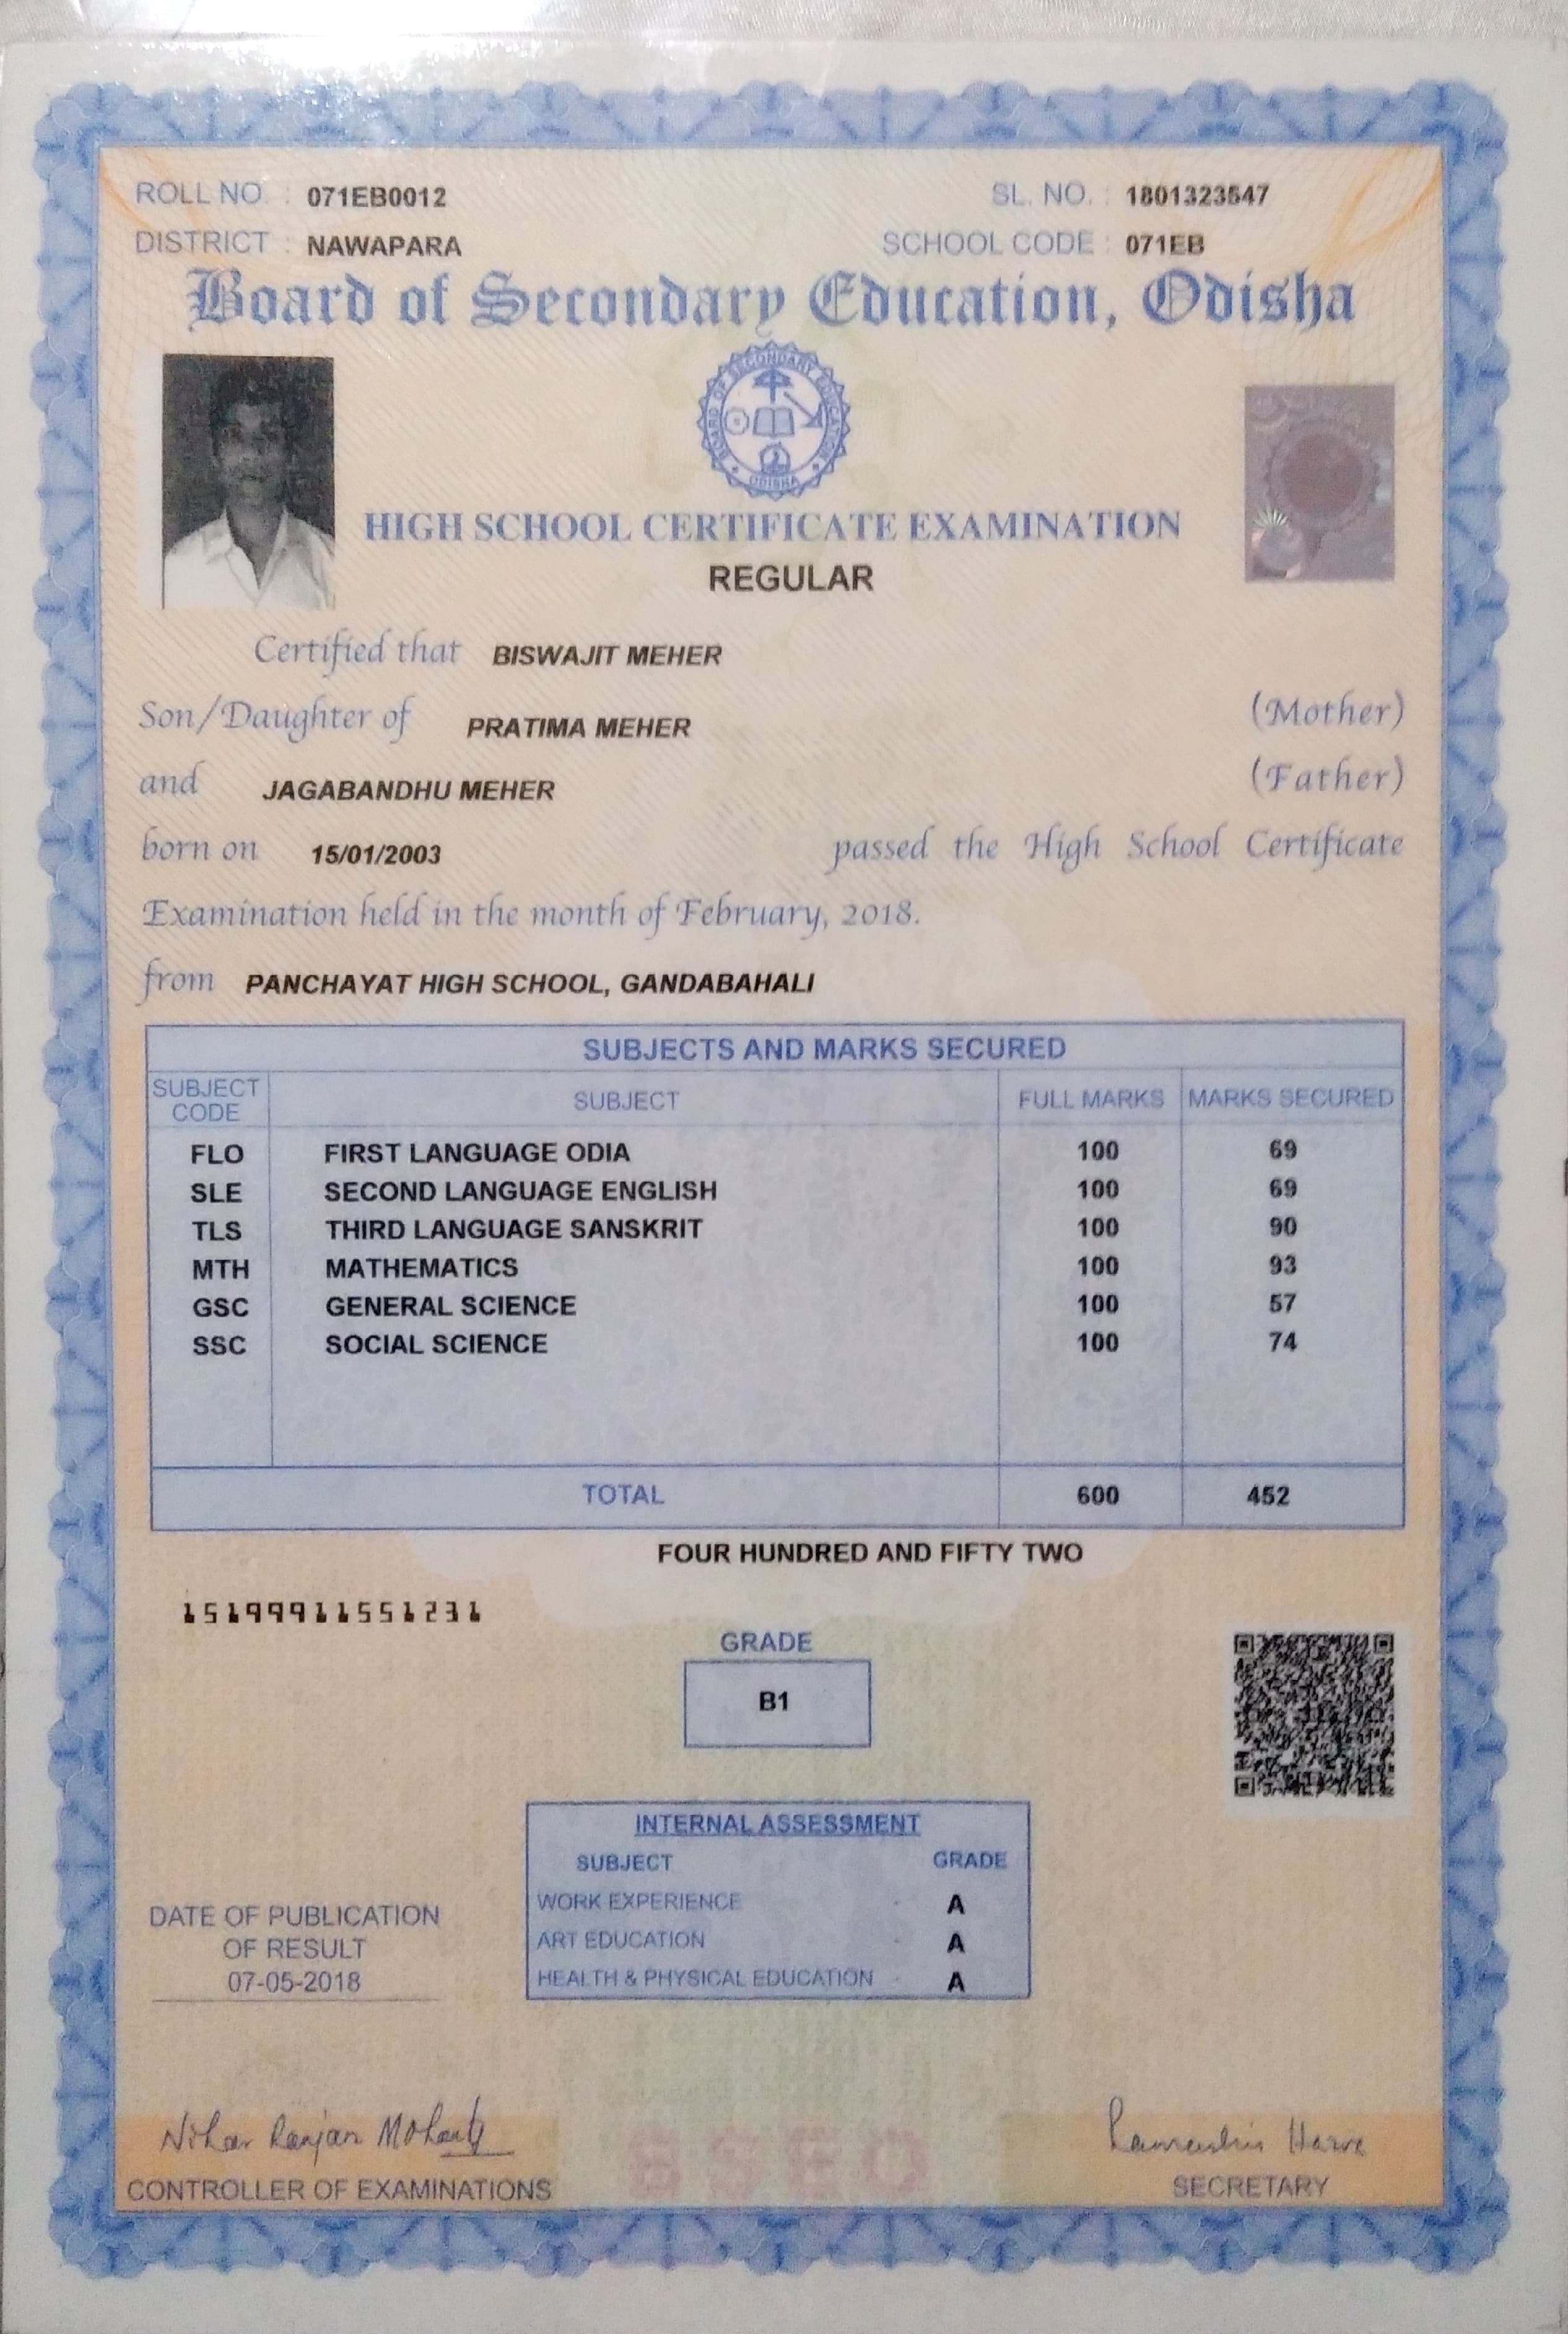 ROLL NO. : 071EB0012 SL. NO. : 1801323547
DISTRICT : NAWAPARA SCHOOL CODE : 071EB
Board of Secondary Education, Odisha
BOARD OF SECONDARY EDUCATION
ODISHA
HIGH SCHOOL CERTIFICATE EXAMINATION
REGULAR
Certified that BISWAJIT MEHER
Son/Daughter of PRATIMA MEHER (Mother)
and JAGABANDHU MEHER (Father)
born on 15/01/2003 passed the High School Certificate
Examination held in the month of February, 2018.
from PANCHAYAT HIGH SCHOOL, GANDABAHALI
SUBJECTS AND MARKS SECURED
SUBJECT CODE SUBJECT FULL MARKS MARKS SECURED
FLO FIRST LANGUAGE ODIA 100 69
SLE SECOND LANGUAGE ENGLISH 100 69
TLS THIRD LANGUAGE SANSKRIT 100 90
MTH MATHEMATICS 100 93
GSC GENERAL SCIENCE 100 57
SSC SOCIAL SCIENCE 100 74
TOTAL 600 452
FOUR HUNDRED AND FIFTY TWO
15199911551231
GRADE
B1
INTERNAL ASSESSMENT
SUBJECT GRADE
WORK EXPERIENCE - A
ART EDUCATION - A
HEALTH & PHYSICAL EDUCATION - A
DATE OF PUBLICATION
OF RESULT
07-05-2018
Nihar Ranjan Mohanty
BSEO
CONTROLLER OF EXAMINATIONS SECRETARY